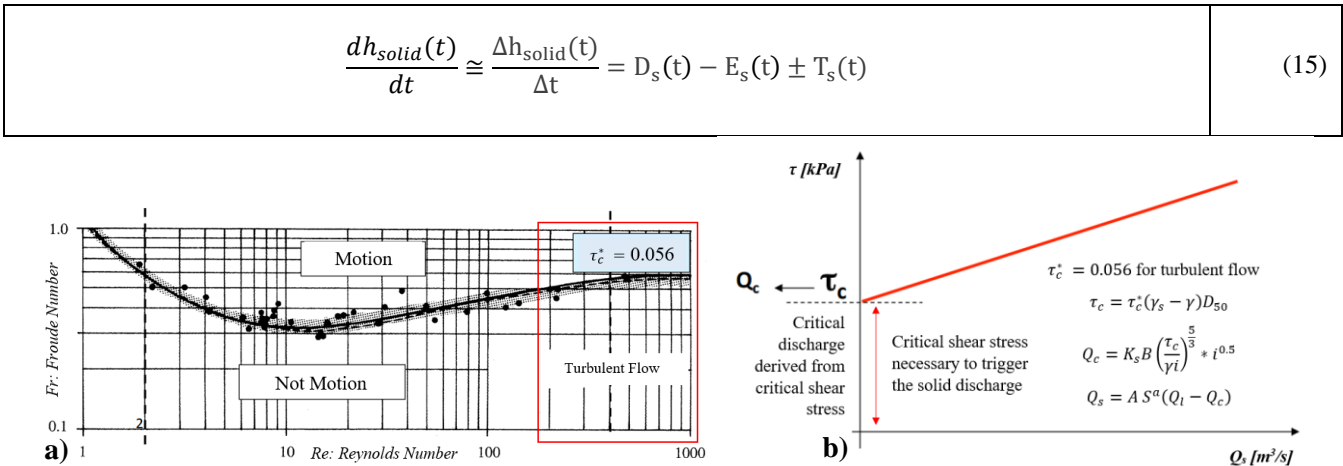 dh_solid(t)/dt ≅ Δh_solid(t)/Δt = D_s(t) − E_s(t) ± T_s(t)
(15)
Fr: Froude Number
1.0
0.1
Motion
Not Motion
τ_c^* = 0.056
Turbulent Flow
2
1
10
100
1000
Re: Reynolds Number
a)
τ [kPa]
Q_c ← τ_c
Critical
discharge
derived from
critical shear
stress
Critical shear stress
necessary to trigger
the solid discharge
τ_c^* = 0.056 for turbulent flow
τ_c = τ_c^*(γ_s − γ)D_50
Q_c = K_s B (τ_c/γi)^(5/3) * i^0.5
Q_s = A S^a(Q_l − Q_c)
b)
Q_s [m³/s]